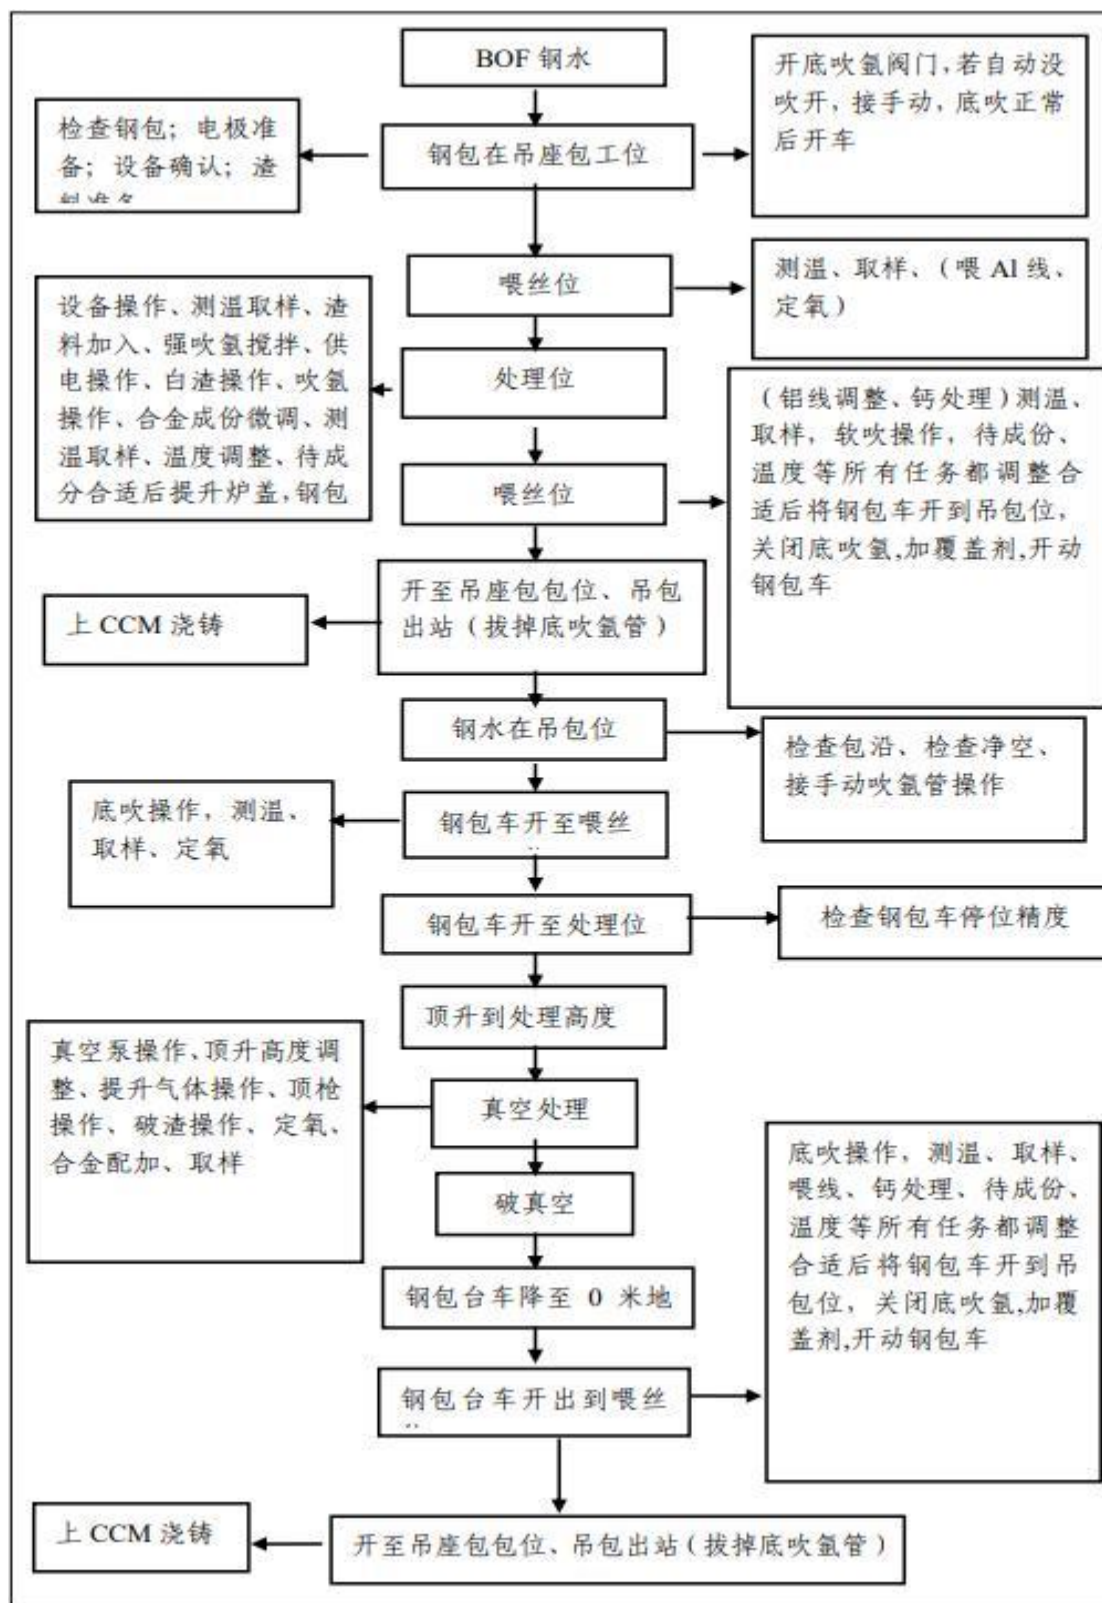 BOF 钢水
开底吹氩阀门,若自动没
吹开,接手动,底吹正常
后开车
检查钢包;电极准
备;设备确认;渣
料准备
钢包在吊座包工位
喂丝位
测温、取样、(喂 Al 线、
定氧)
设备操作、测温取样、渣
料加入、强吹氩搅拌、供
电操作、白渣操作、吹氩
操作、合金成份微调、测
温取样、温度调整、待成
分合适后提升炉盖,钢包
处理位
(铝线调整、钙处理)测温、
取样,软吹操作,待成份、
温度等所有任务都调整合
适后将钢包车开到吊包位,
关闭底吹氩,加覆盖剂,开动
钢包车
喂丝位
开至吊座包包位、吊包
出站(拔掉底吹氩管)
上 CCM 浇铸
钢水在吊包位
检查包沿、检查净空、
接手动吹氩管操作
底吹操作,测温、
取样、定氧
钢包车开至喂丝
钢包车开至处理位
检查钢包车停位精度
顶升到处理高度
真空泵操作、顶升高度调
整、提升气体操作、顶枪
操作、破渣操作、定氧、
合金配加、取样
真空处理
破真空
底吹操作,测温、取样、
喂线、钙处理、待成份、
温度等所有任务都调整
合适后将钢包车开到吊
包位,关闭底吹氩,加覆
盖剂,开动钢包车
钢包台车降至 0 米地
钢包台车开出到喂丝
上 CCM 浇铸
开至吊座包包位、吊包出站(拔掉底吹氩管)